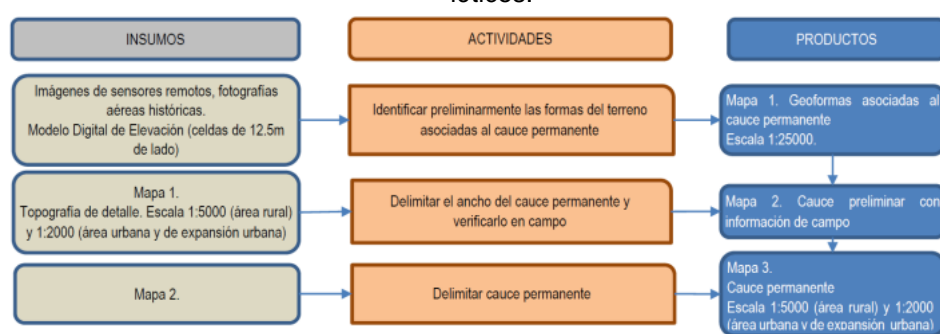 INSUMOS
ACTIVIDADES
PRODUCTOS
Imágenes de sensores remotos, fotografías
aéreas históricas.
Modelo Digital de Elevación (celdas de 12.5m
de lado)
Identificar preliminarmente las formas del terreno
asociadas al cauce permanente
Mapa 1. Geoformas asociadas al
cauce permanente
Escala 1:25000.
Mapa 1.
Topografía de detalle. Escala 1:5000 (área rural)
y 1:2000 (área urbana y de expansión urbana)
Delimitar el ancho del cauce permanente y
verificarlo en campo
Mapa 2. Cauce preliminar con
información de campo
Mapa 2.
Delimitar cauce permanente
Mapa 3.
Cauce permanente
Escala 1:5000 (área rural) y 1:2000
(área urbana y de expansión urbana)